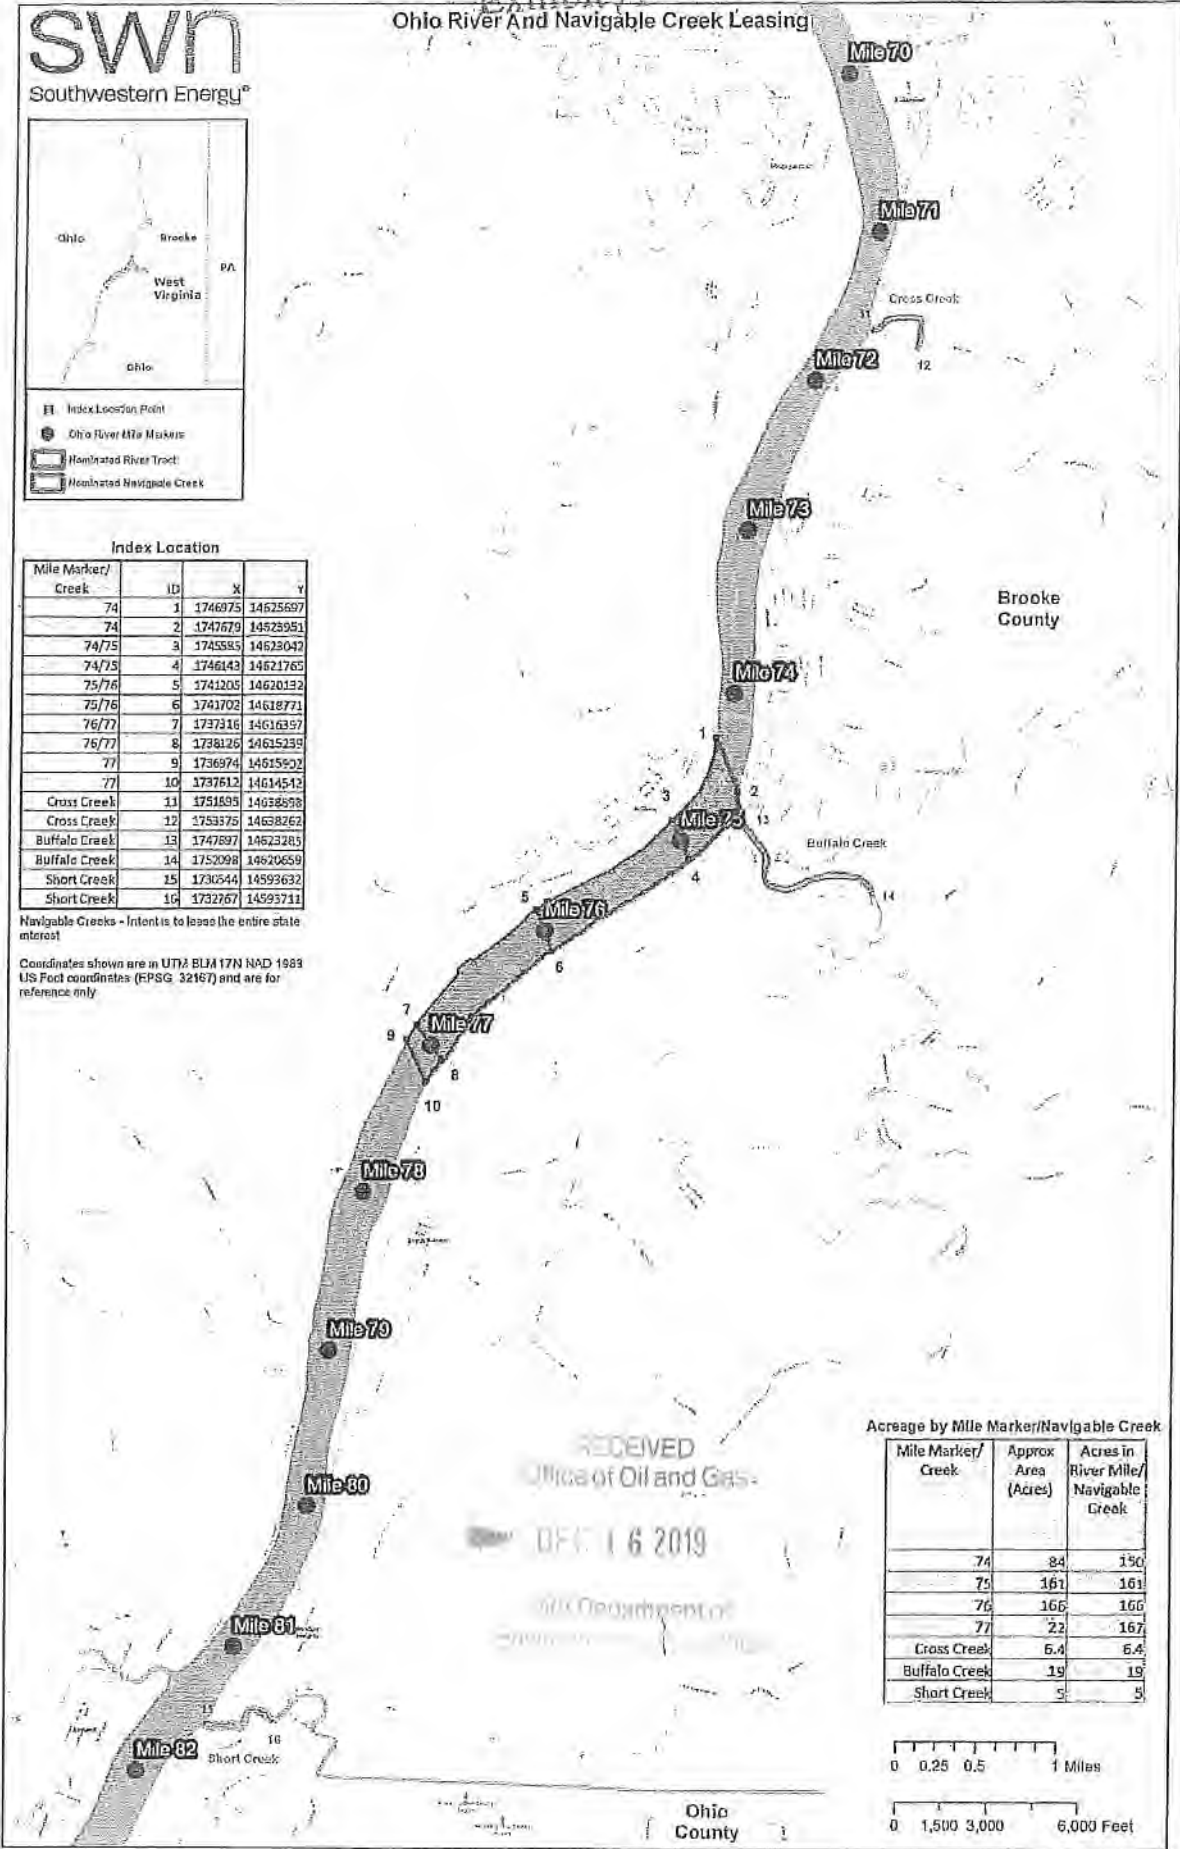 Ohio River And Navigable Creek Leasing
swn
Southwestern Energy®
Ohio
Brooke
PA
West
Virginia
Ohio
Index Location Point
Ohio River Mile Markers
Nominated River Tract
Nominated Navigable Creek
Index Location
Mile Marker/ Creek ID X Y
74 1 1746975 14625697
74 2 1747679 14623951
74/75 3 1745585 14623042
74/75 4 1746143 14621765
75/76 5 1741205 14620132
75/76 6 1741702 14618771
76/77 7 1737316 14616397
76/77 8 1738126 14615239
77 9 1736974 14615902
77 10 1737612 14614542
Cross Creek 11 1751895 14638698
Cross Creek 12 1753375 14638262
Buffalo Creek 13 1747897 14623285
Buffalo Creek 14 1752098 14620659
Short Creek 15 1730544 14593632
Short Creek 16 1732767 14593711
Navigable Creeks - Intent is to lease the entire state
interest
Coordinates shown are in UTM BLM 17N NAD 1983
US Foot coordinates (EPSG 32167) and are for
reference only
Mile 70
Mile 71
Cross Creek
11
12
Mile 72
Mile 73
Brooke
County
Mile 74
1
2
3
Mile 75
13
Buffalo Creek
4
14
5
Mile 76
6
7
Mile 77
9
8
10
Mile 78
Mile 79
Mile 80
Mile 81
15
16
Short Creek
Mile 82
Ohio
County
RECEIVED
Office of Oil and Gas
DEC 16 2019
Department of
Acreage by Mile Marker/Navigable Creek
Mile Marker/ Creek Approx Area (Acres) Acres in River Mile/ Navigable Creek
74 84 150
75 161 161
76 166 166
77 22 167
Cross Creek 6.4 6.4
Buffalo Creek 19 19
Short Creek 5 5
0 0.25 0.5 1 Miles
0 1,500 3,000 6,000 Feet